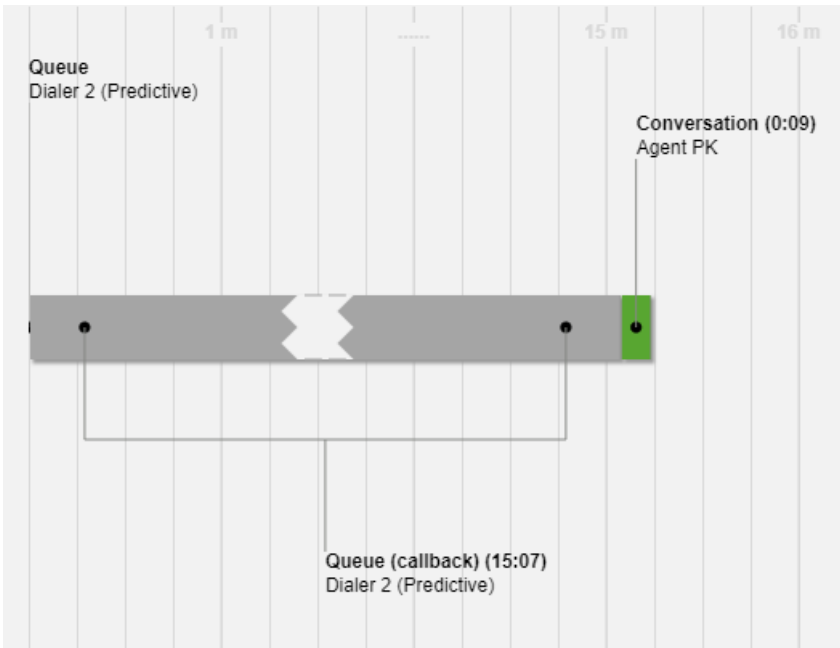 1 m
......
15 m
16 m
Queue
Dialer 2 (Predictive)
Conversation (0:09)
Agent PK
Queue (callback) (15:07)
Dialer 2 (Predictive)